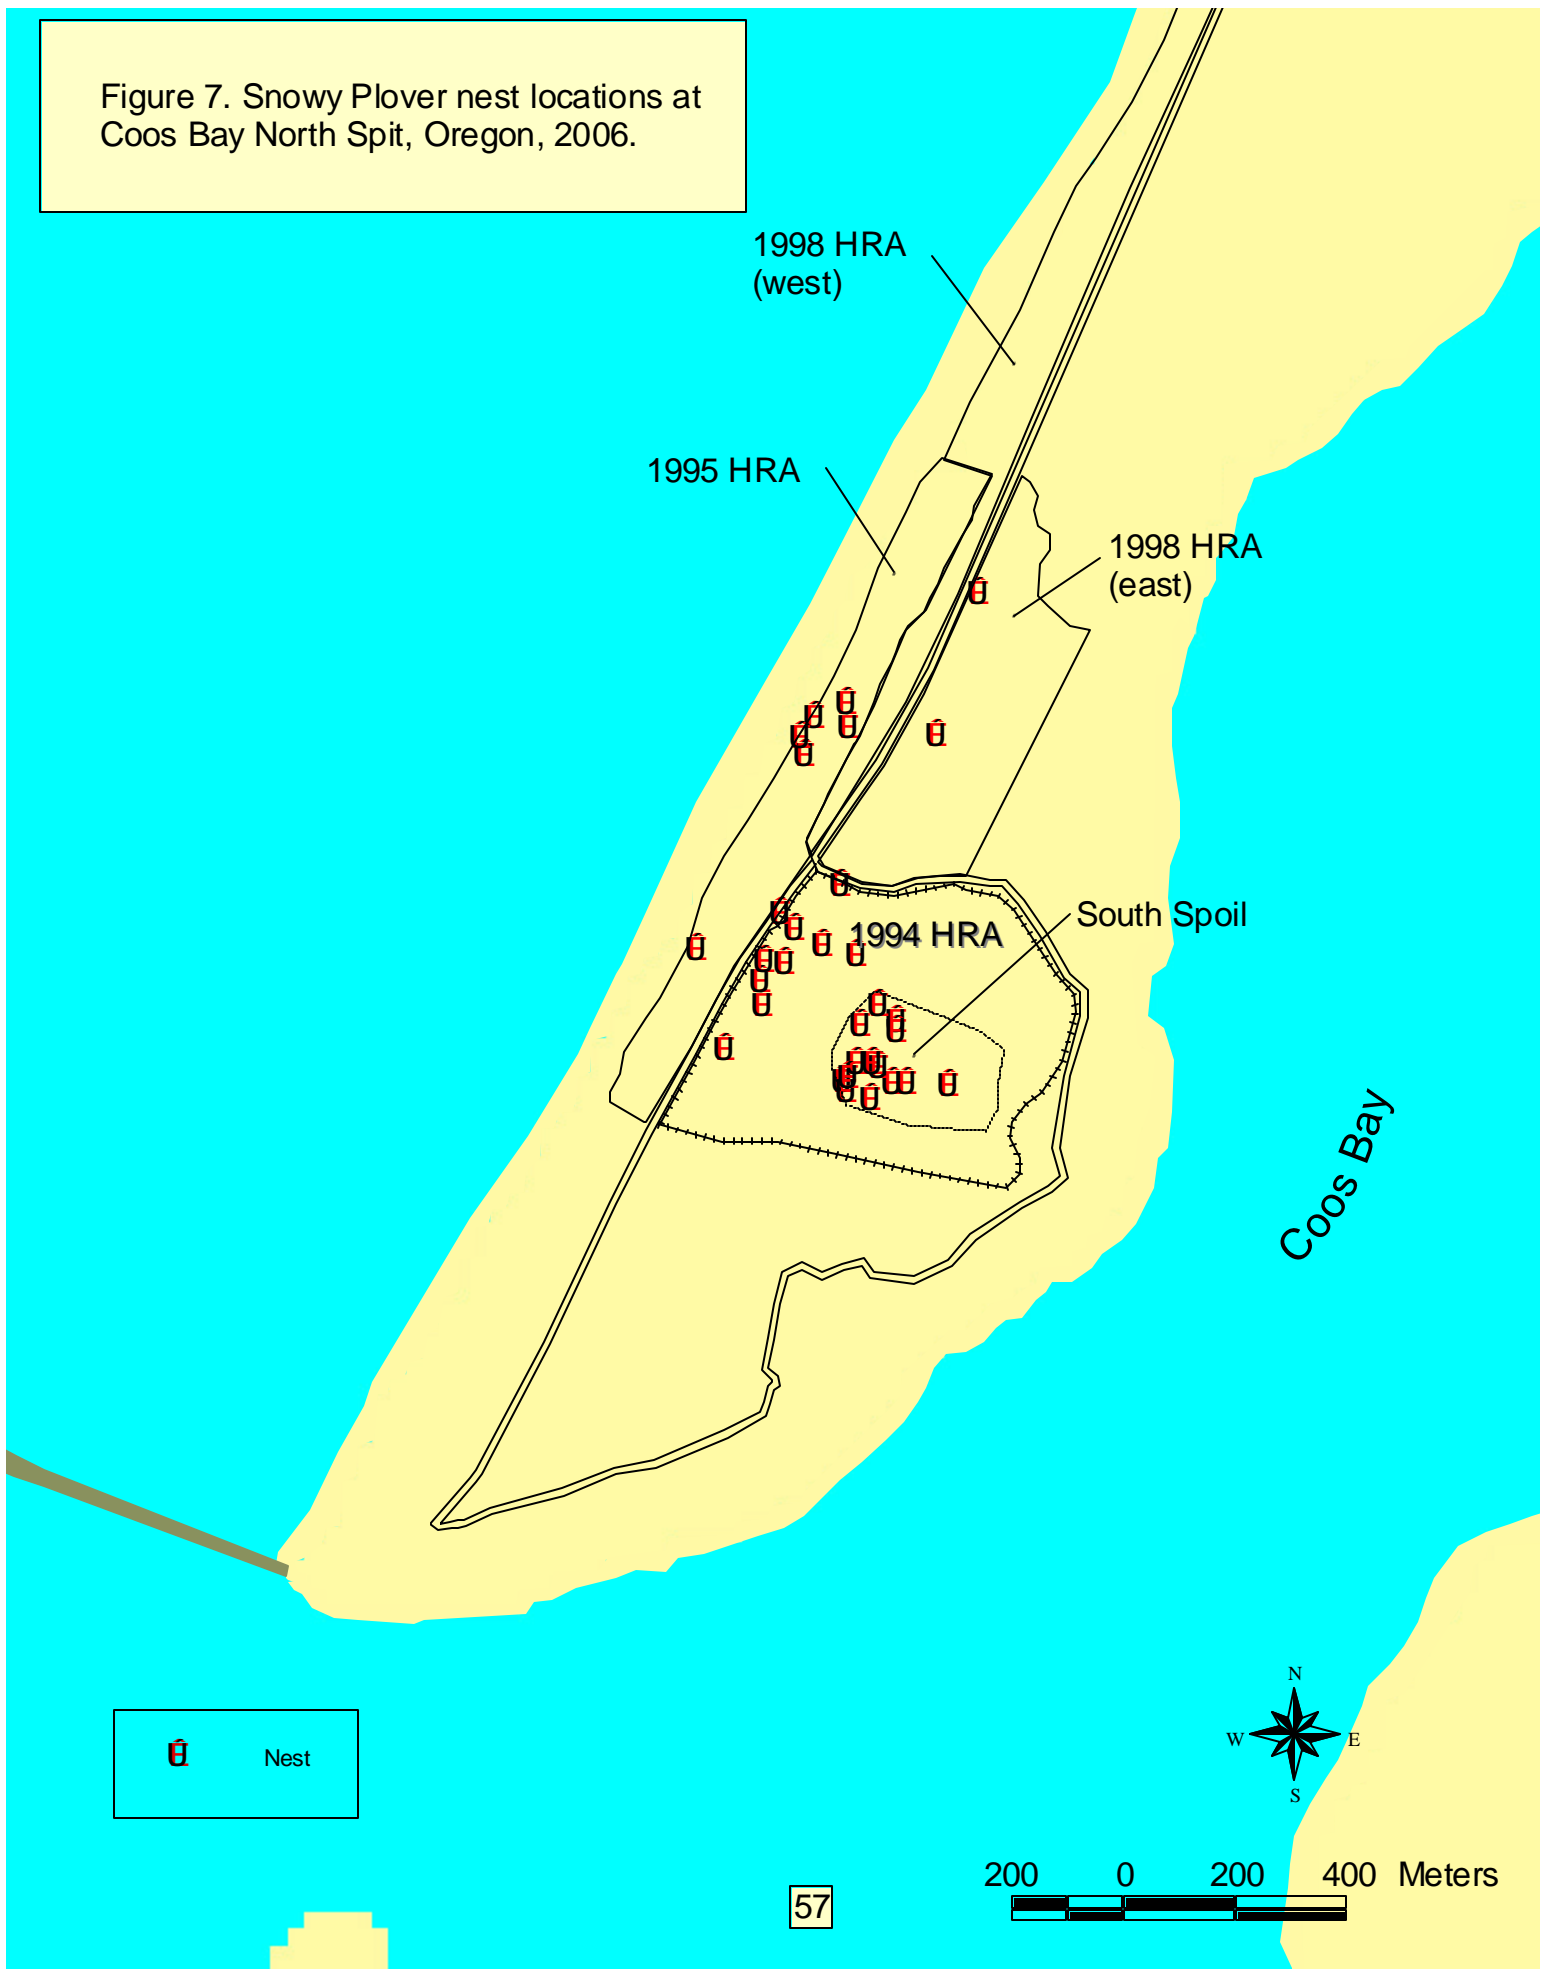 Figure 7. Snowy Plover nest locations at
Coos Bay North Spit, Oregon, 2006.
1998 HRA
(west)
1995 HRA
1998 HRA
(east)
South Spoil
1994 HRA
Coos Bay
N
W
E
S
Nest
200 0 200 400 Meters
57